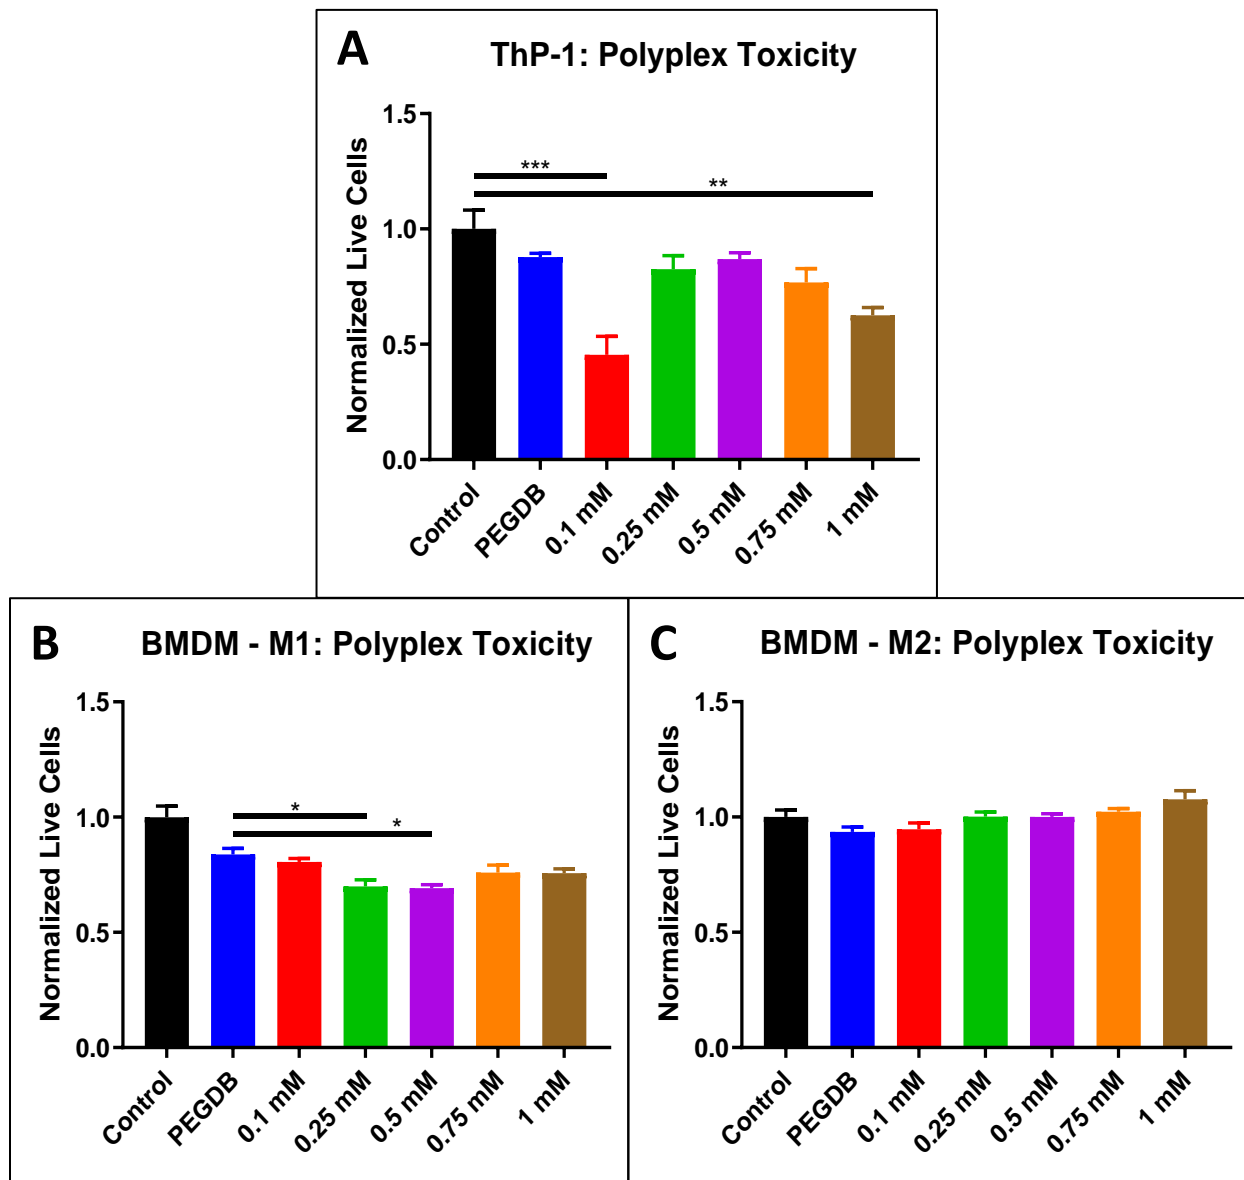 A
ThP-1: Polyplex Toxicity
Normalized Live Cells
1.5
1.0
0.5
0.0
***
**
Control
PEGDB
0.1 mM
0.25 mM
0.5 mM
0.75 mM
1 mM
B
BMDM - M1: Polyplex Toxicity
Normalized Live Cells
1.5
1.0
0.5
0.0
*
*
Control
PEGDB
0.1 mM
0.25 mM
0.5 mM
0.75 mM
1 mM
C
BMDM - M2: Polyplex Toxicity
Normalized Live Cells
1.5
1.0
0.5
0.0
Control
PEGDB
0.1 mM
0.25 mM
0.5 mM
0.75 mM
1 mM